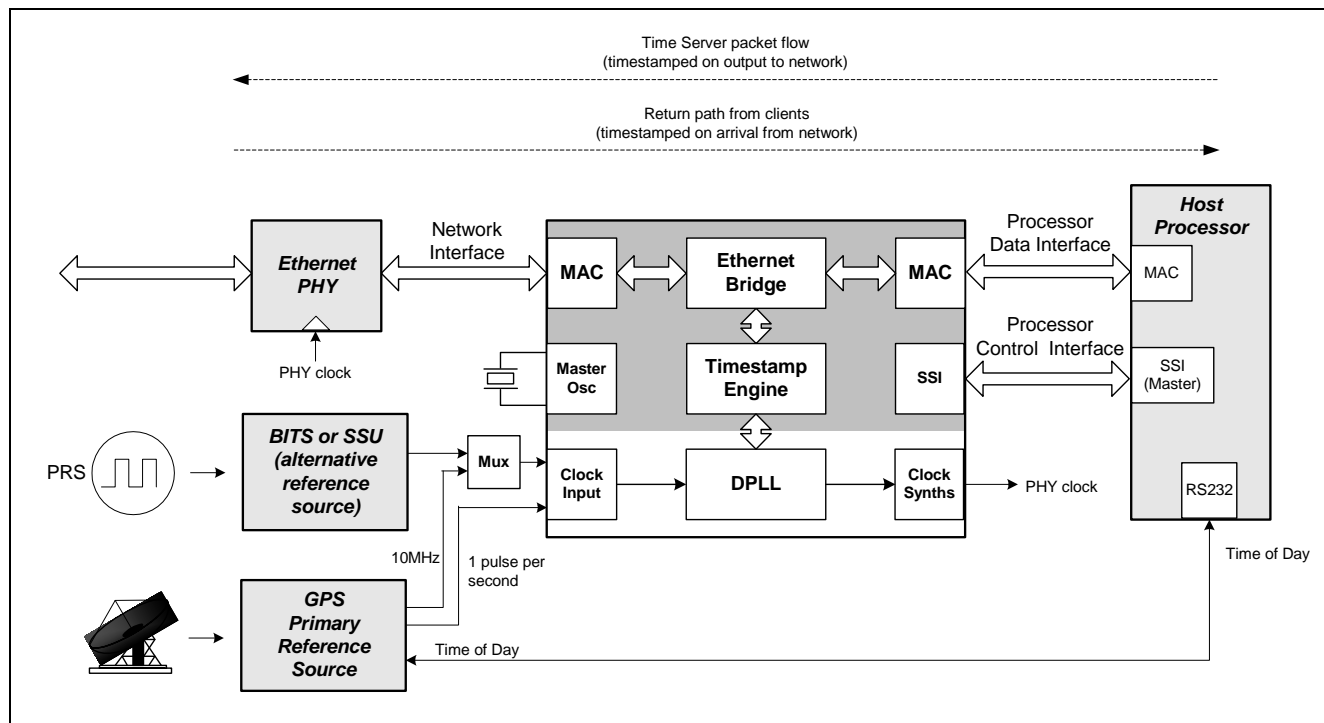 Time Server packet flow
(timestamped on output to network)
Return path from clients
(timestamped on arrival from network)
Host
Processor
Network
Interface
Processor
Data Interface
Ethernet
PHY
MAC
Ethernet
Bridge
MAC
MAC
PHY clock
Master
Osc
Timestamp
Engine
SSI
Processor
Control Interface
SSI
(Master)
PRS
BITS or SSU
(alternative
reference
source)
Mux
Clock
Input
DPLL
Clock
Synths
PHY clock
RS232
10MHz
1 pulse per
second
Time of Day
GPS
Primary
Reference
Source
Time of Day